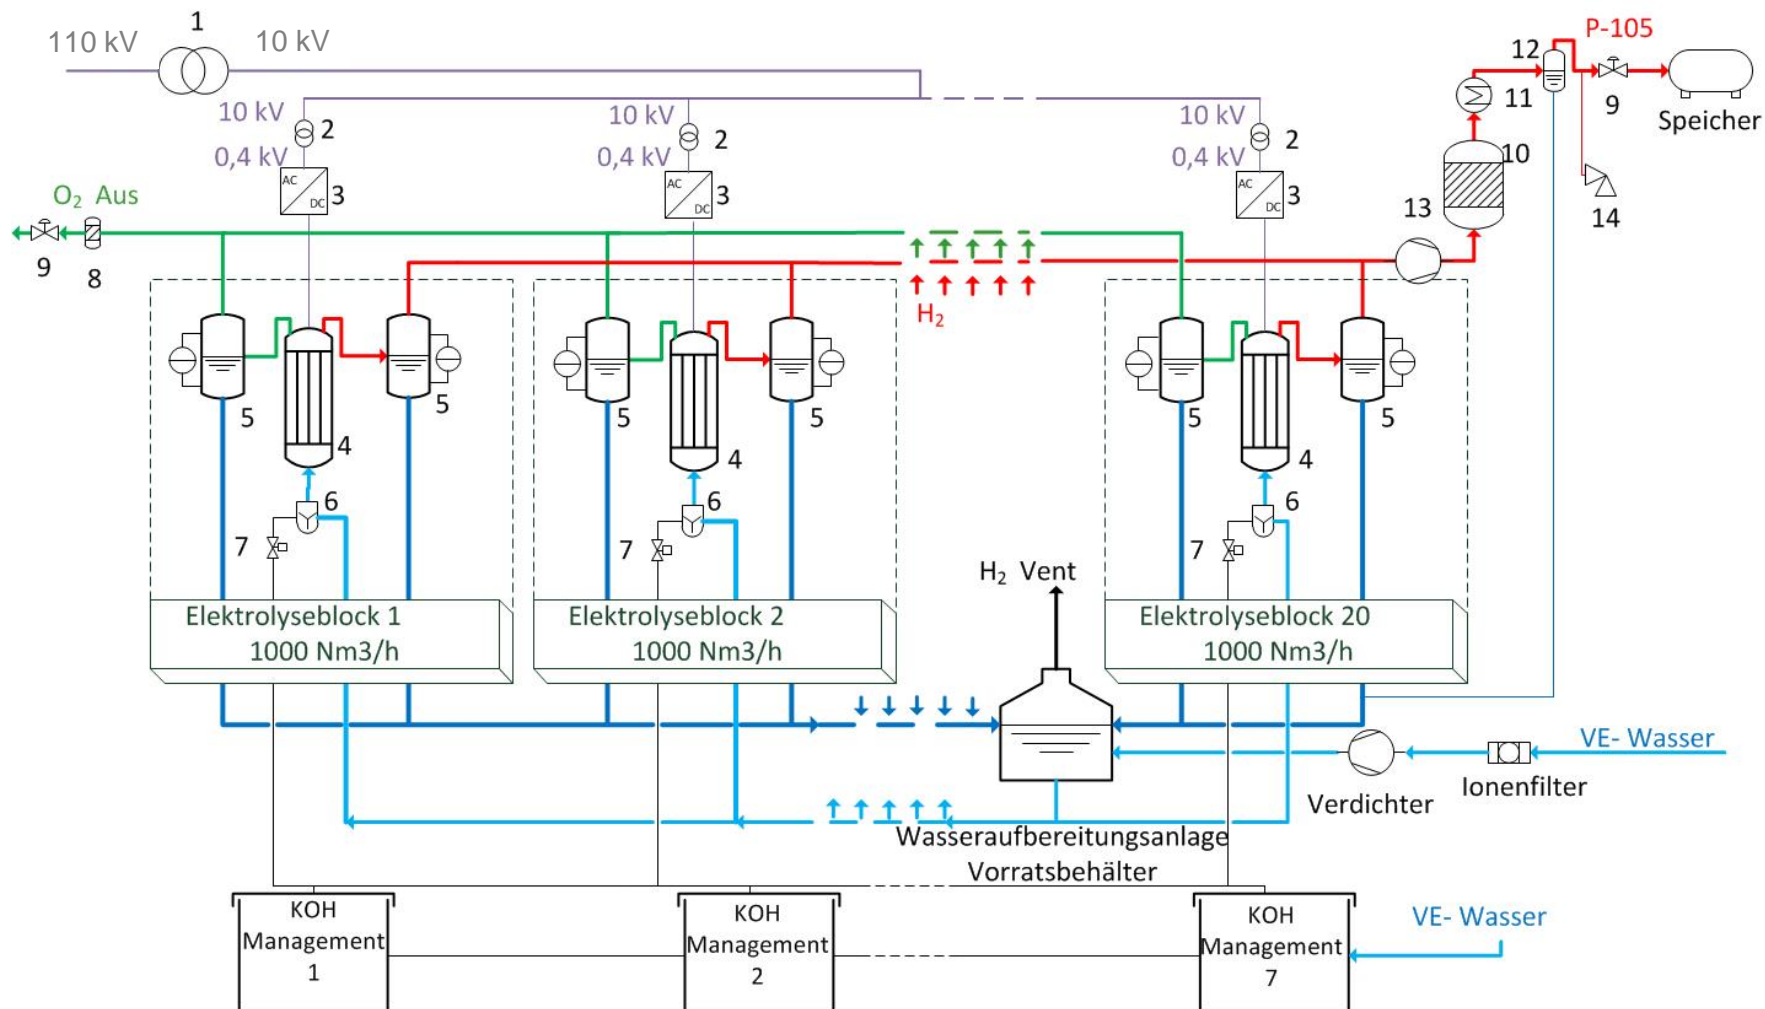 1
110 kV
10 kV
12
P-105
11
9
Speicher
10 kV
2
0,4 kV
AC
DC
3
10 kV
2
0,4 kV
AC
DC
3
10 kV
2
0,4 kV
AC
DC
3
10
13
14
O₂ Aus
9
8
H₂
5
4
5
5
4
5
5
4
5
6
7
6
7
6
7
H₂ Vent
Elektrolyseblock 1
1000 Nm3/h
Elektrolyseblock 2
1000 Nm3/h
Elektrolyseblock 20
1000 Nm3/h
VE- Wasser
Ionenfilter
Verdichter
Wasseraufbereitungsanlage
Vorratsbehälter
KOH
Management
1
KOH
Management
2
KOH
Management
7
VE- Wasser